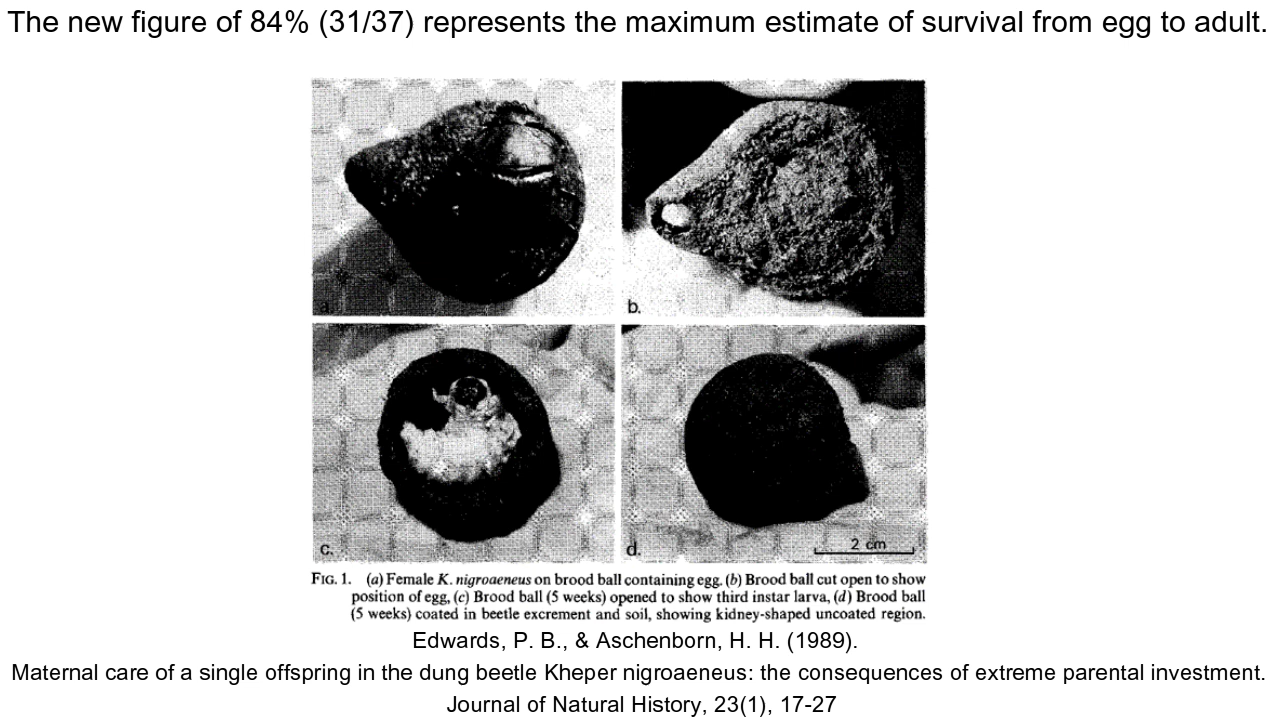 The new figure of 84% (31/37) represents the maximum estimate of survival from egg to adult.
a.
b.
c.
d.
2 cm
FIG. 1. (a) Female K. nigroaeneus on brood ball containing egg. (b) Brood ball cut open to show
position of egg, (c) Brood ball (5 weeks) opened to show third instar larva, (d) Brood ball
(5 weeks) coated in beetle excrement and soil, showing kidney-shaped uncoated region.
Edwards, P. B., & Aschenborn, H. H. (1989).
Maternal care of a single offspring in the dung beetle Kheper nigroaeneus: the consequences of extreme parental investment.
Journal of Natural History, 23(1), 17-27